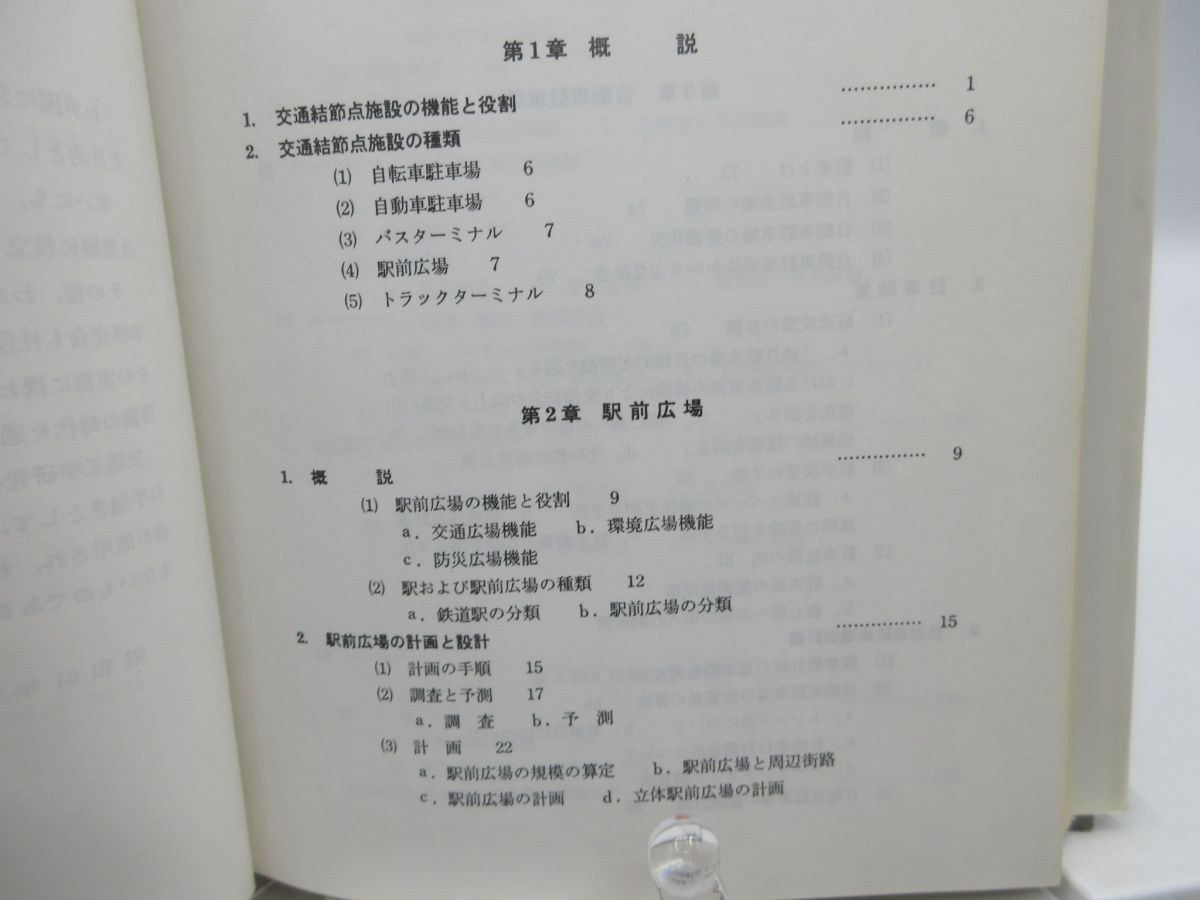 第1章 概 説
1. 交通結節点施設の機能と役割 ……………… 1
2. 交通結節点施設の種類 ……………… 6
(1) 自転車駐車場 6
(2) 自動車駐車場 6
(3) バスターミナル 7
(4) 駅前広場 7
(5) トラックターミナル 8
第2章 駅前広場
1. 概 説 ……………… 9
(1) 駅前広場の機能と役割 9
a. 交通広場機能 b. 環境広場機能
c. 防災広場機能
(2) 駅および駅前広場の種類 12
a. 鉄道駅の分類 b. 駅前広場の分類
2. 駅前広場の計画と設計 ……………… 15
(1) 計画の手順 15
(2) 調査と予測 17
a. 調 査 b. 予 測
(3) 計 画 22
a. 駅前広場の規模の算定 b. 駅前広場と周辺街路
c. 駅前広場の計画 d. 立体駅前広場の計画